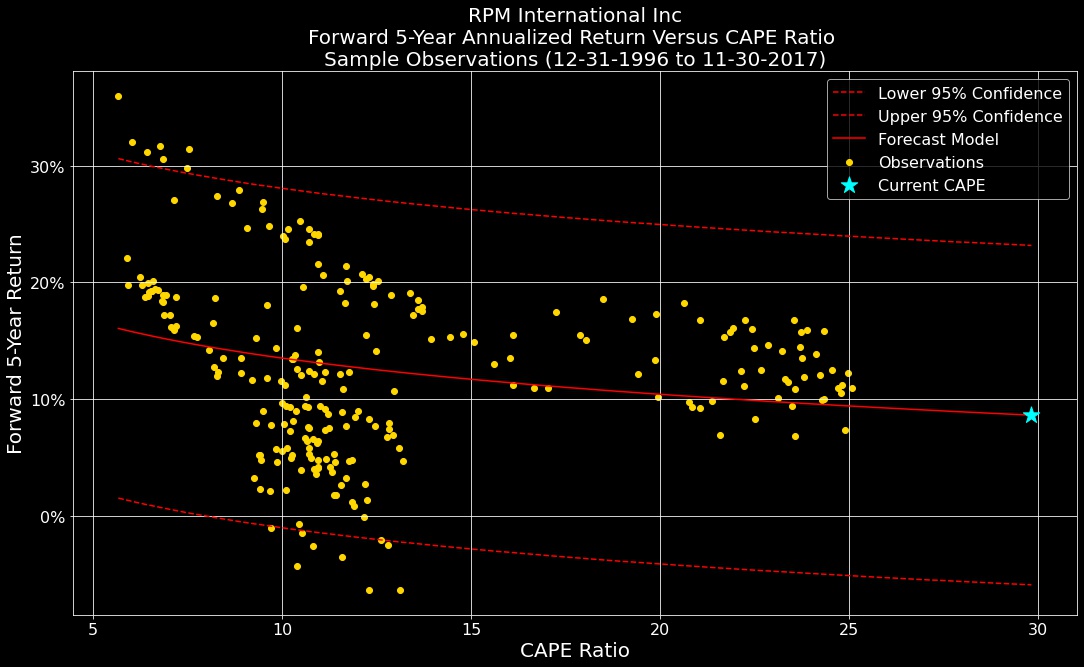 RPM International Inc
Forward 5-Year Annualized Return Versus CAPE Ratio
Sample Observations (12-31-1996 to 11-30-2017)
Lower 95% Confidence
Upper 95% Confidence
Forecast Model
Observations
Current CAPE
Forward 5-Year Return
30%
20%
10%
0%
5
10
15
20
25
30
CAPE Ratio